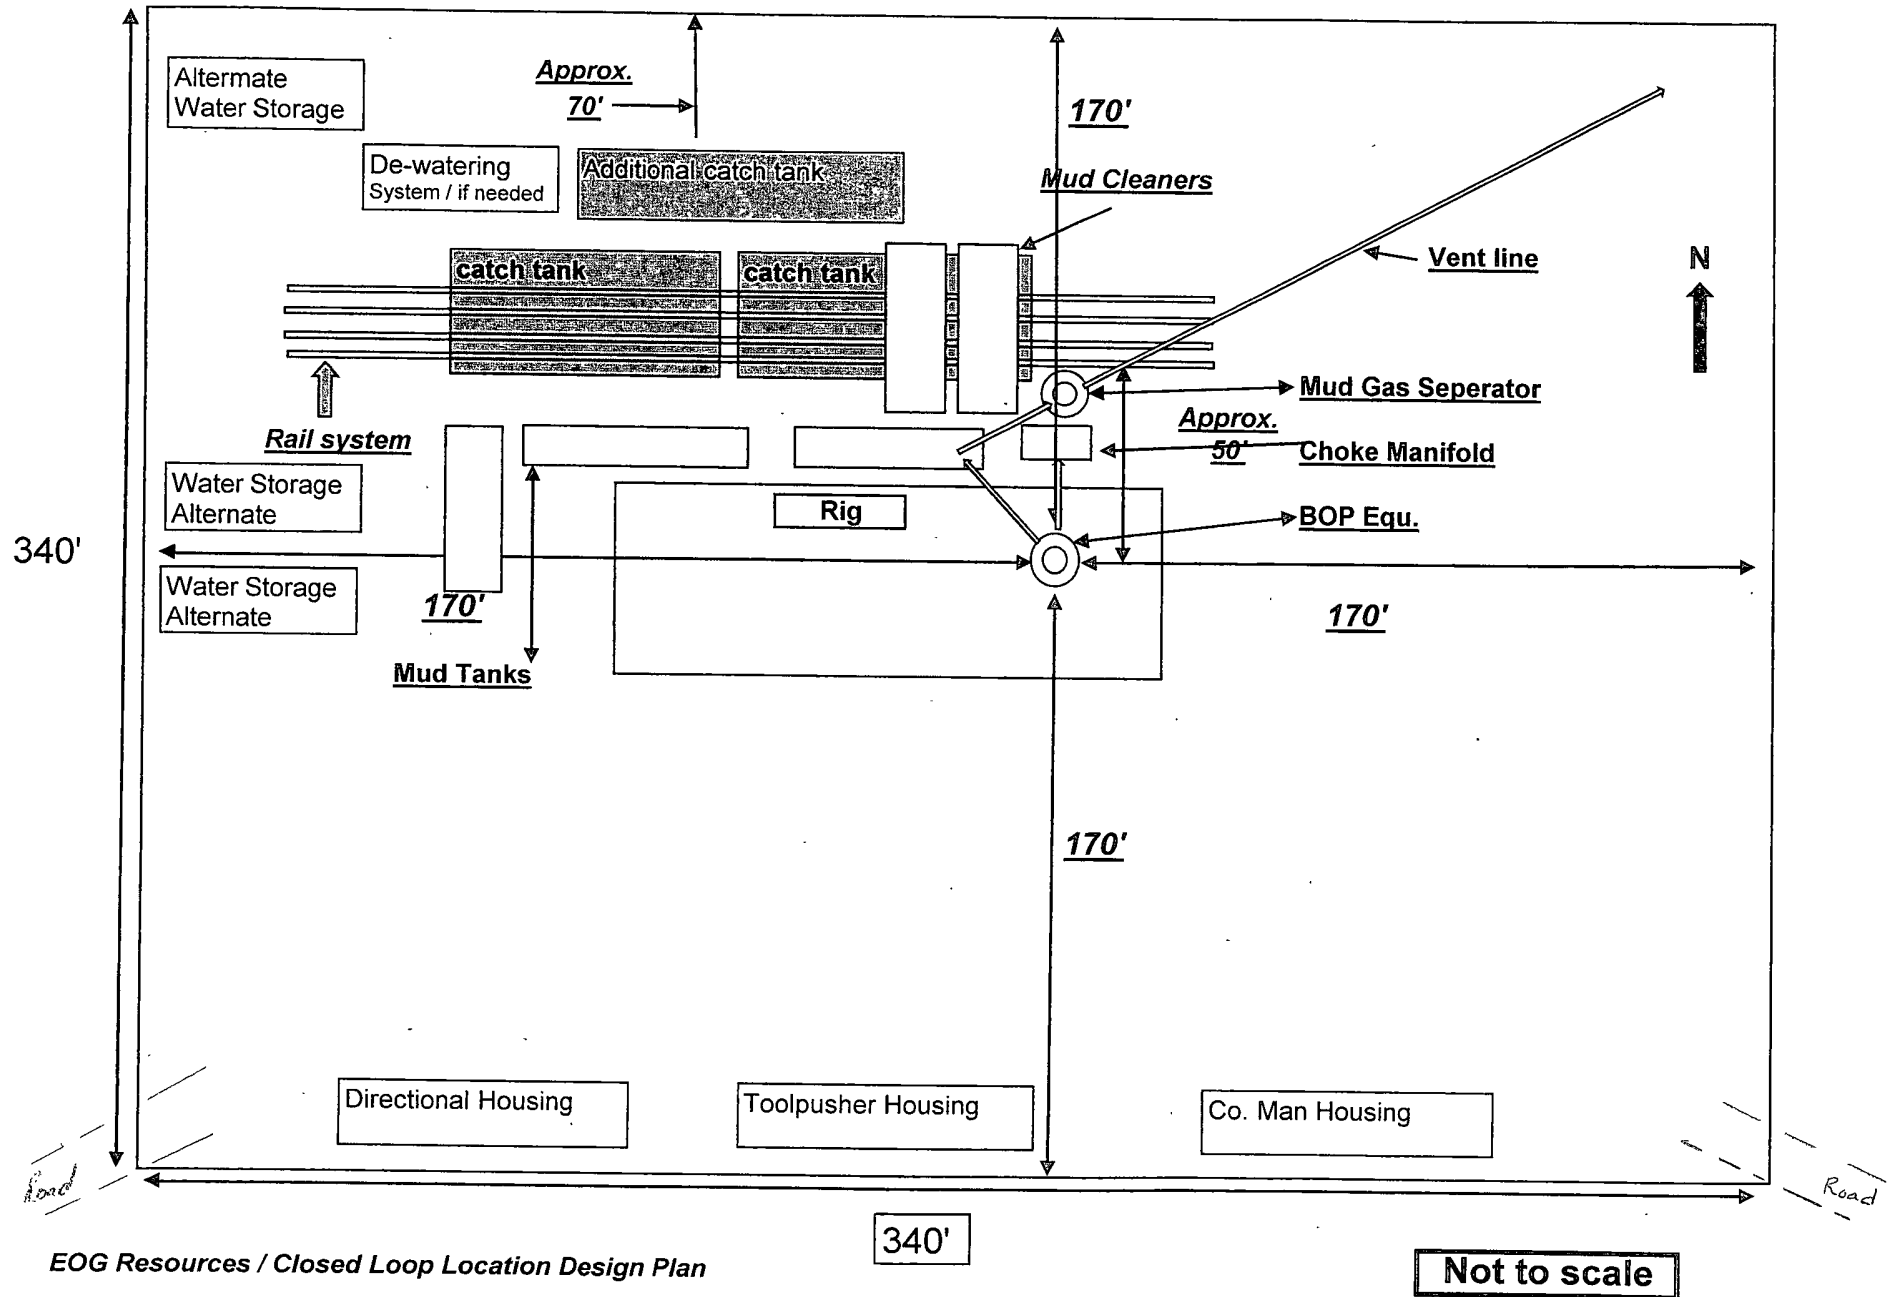 Altermate
Water Storage
Approx.
70'
170'
De-watering
System / if needed
Additional catch tank
Mud Cleaners
catch tank
catch tank
Vent line
N
Mud Gas Seperator
Rail system
Approx.
50'
Choke Manifold
Water Storage
Alternate
Rig
BOP Equ.
340'
Water Storage
Alternate
170'
170'
Mud Tanks
170'
Directional Housing
Toolpusher Housing
Co. Man Housing
Road
Road
340'
EOG Resources / Closed Loop Location Design Plan
Not to scale